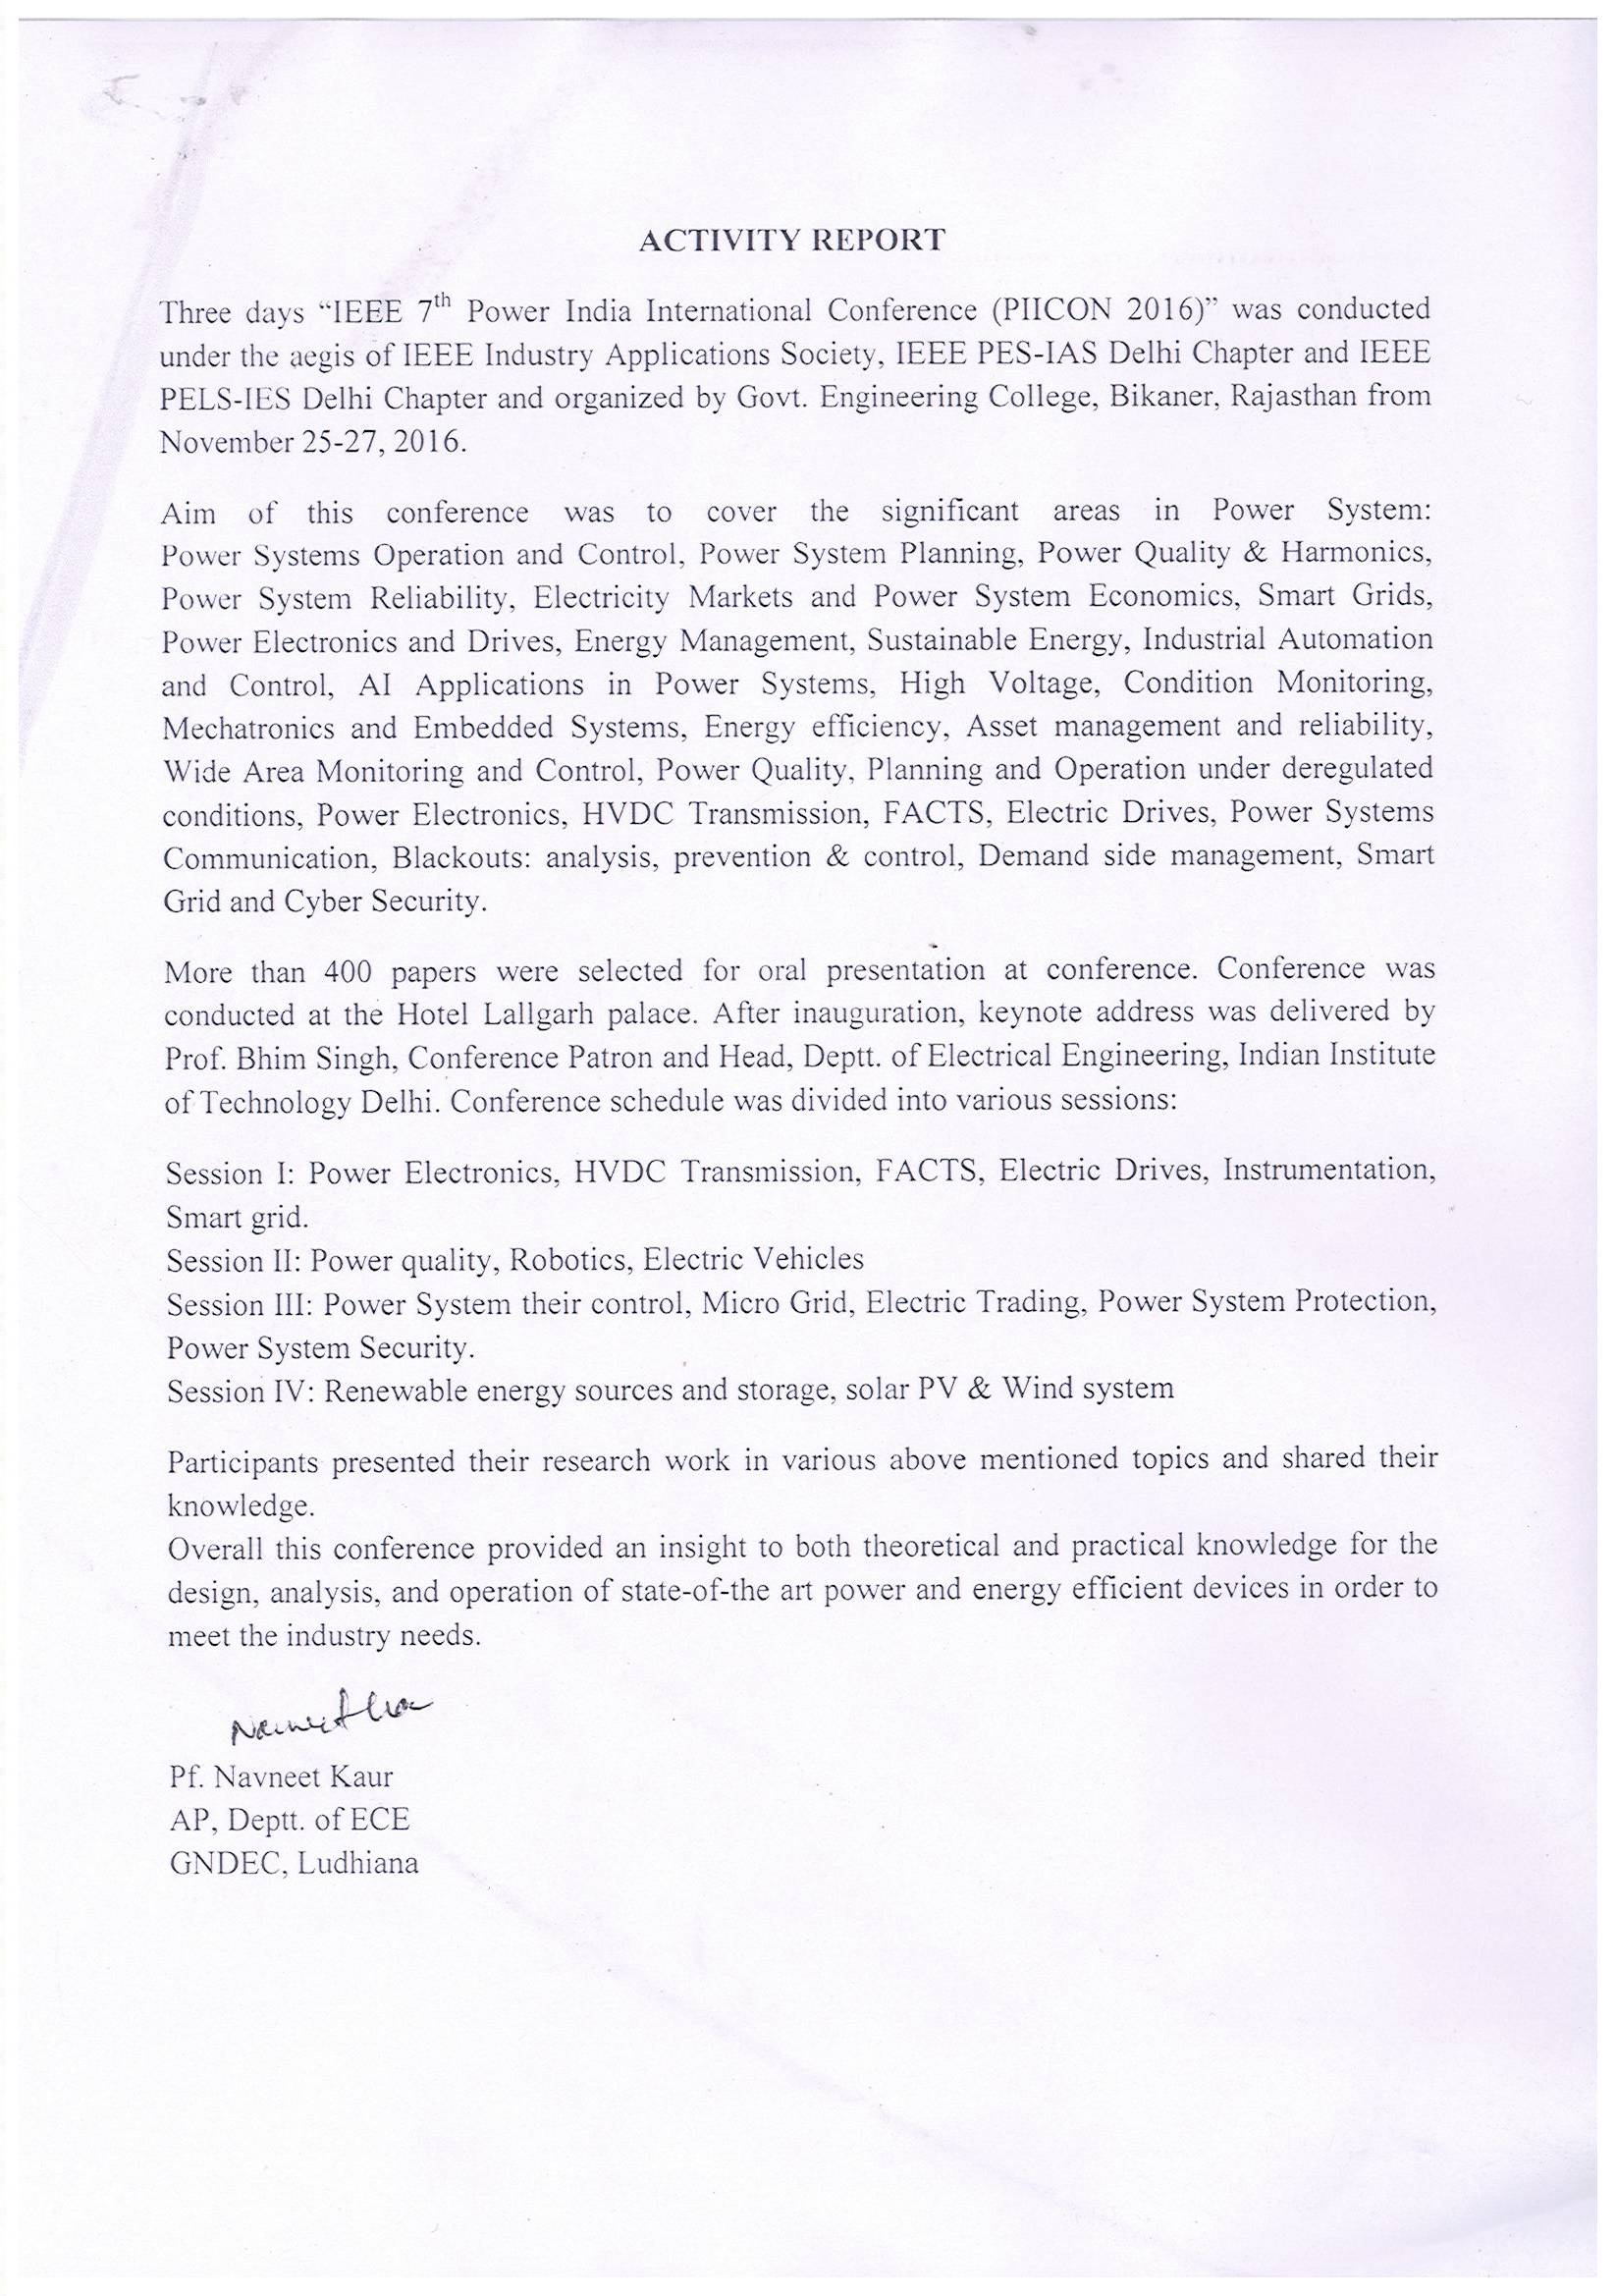 ACTIVITY REPORT
Three days “IEEE 7th Power India International Conference (PIICON 2016)” was conducted
under the aegis of IEEE Industry Applications Society, IEEE PES-IAS Delhi Chapter and IEEE
PELS-IES Delhi Chapter and organized by Govt. Engineering College, Bikaner, Rajasthan from
November 25-27, 2016.
Aim of this conference was to cover the significant areas in Power System:
Power Systems Operation and Control, Power System Planning, Power Quality & Harmonics,
Power System Reliability, Electricity Markets and Power System Economics, Smart Grids,
Power Electronics and Drives, Energy Management, Sustainable Energy, Industrial Automation
and Control, AI Applications in Power Systems, High Voltage, Condition Monitoring,
Mechatronics and Embedded Systems, Energy efficiency, Asset management and reliability,
Wide Area Monitoring and Control, Power Quality, Planning and Operation under deregulated
conditions, Power Electronics, HVDC Transmission, FACTS, Electric Drives, Power Systems
Communication, Blackouts: analysis, prevention & control, Demand side management, Smart
Grid and Cyber Security.
More than 400 papers were selected for oral presentation at conference. Conference was
conducted at the Hotel Lallgarh palace. After inauguration, keynote address was delivered by
Prof. Bhim Singh, Conference Patron and Head, Deptt. of Electrical Engineering, Indian Institute
of Technology Delhi. Conference schedule was divided into various sessions:
Session I: Power Electronics, HVDC Transmission, FACTS, Electric Drives, Instrumentation,
Smart grid.
Session II: Power quality, Robotics, Electric Vehicles
Session III: Power System their control, Micro Grid, Electric Trading, Power System Protection,
Power System Security.
Session IV: Renewable energy sources and storage, solar PV & Wind system
Participants presented their research work in various above mentioned topics and shared their
knowledge.
Overall this conference provided an insight to both theoretical and practical knowledge for the
design, analysis, and operation of state-of-the art power and energy efficient devices in order to
meet the industry needs.
Pf. Navneet Kaur
AP, Deptt. of ECE
GNDEC, Ludhiana